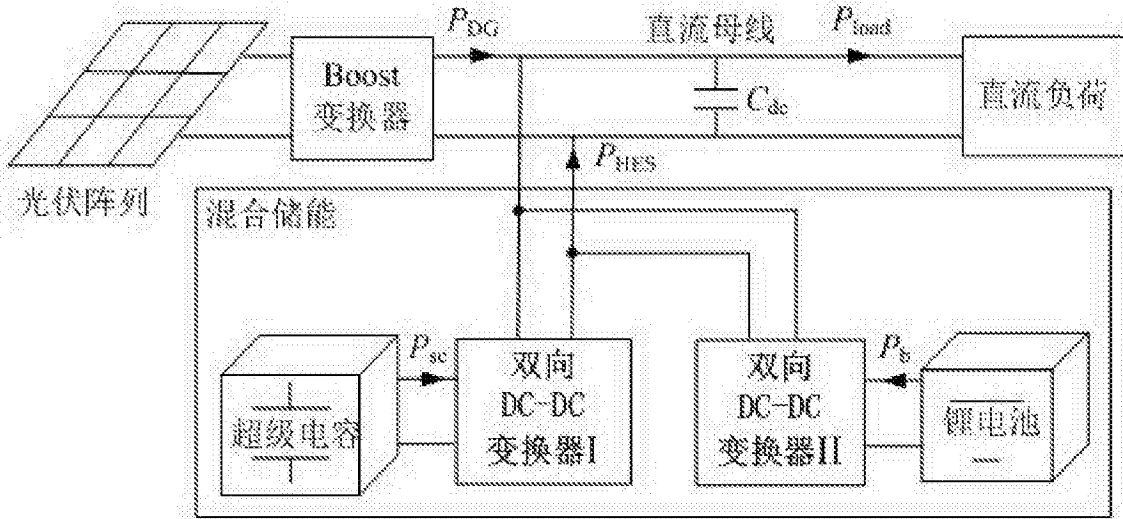 P_DG
直流母线
P_load
Boost
变换器
C_dc
直流负荷
P_HES
光伏阵列
混合储能
P_sc
双向
DC-DC
变换器I
双向
DC-DC
变换器II
P_b
超级电容
锂电池